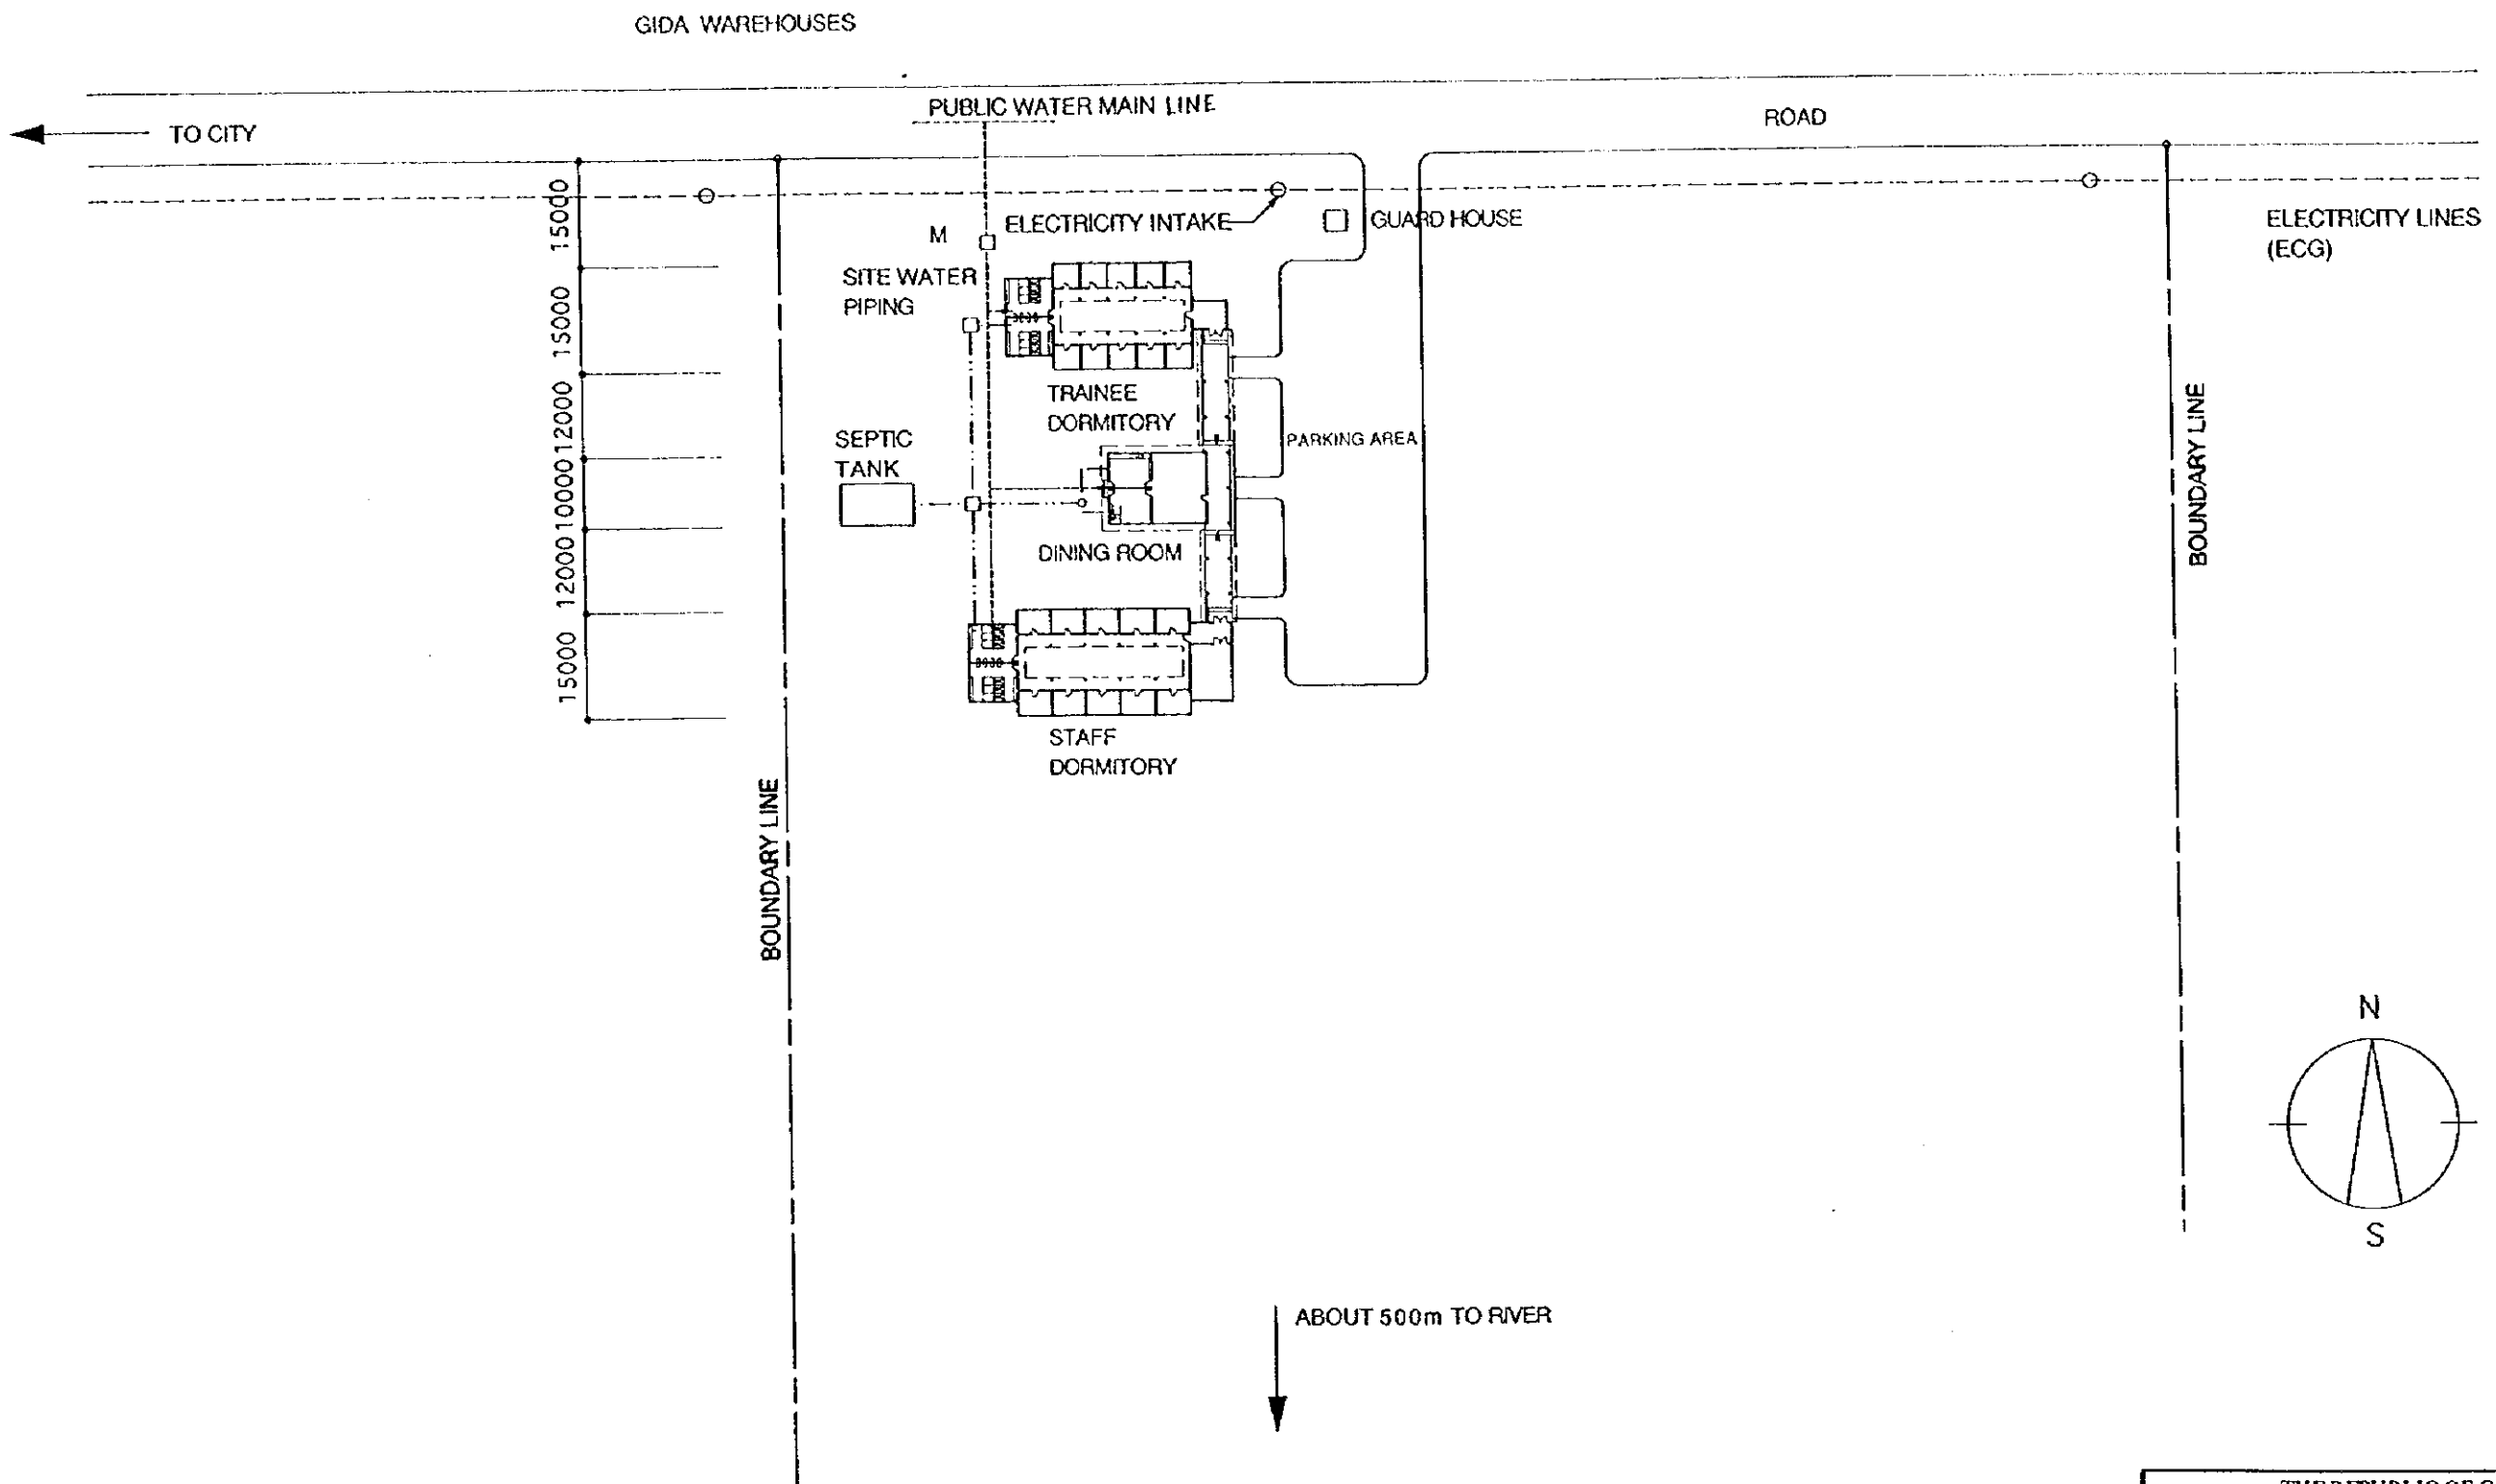 GIDA WAREHOUSES
PUBLIC WATER MAIN LINE
TO CITY
ROAD
15000
15000
12000
10000
12000
15000
ELECTRICITY INTAKE
GUARD HOUSE
ELECTRICITY LINES
(ECG)
M
SITE WATER
PIPING
TRAINEE
DORMITORY
SEPTIC
TANK
PARKING AREA
BOUNDARY LINE
DINING ROOM
STAFF
DORMITORY
BOUNDARY LINE
N
S
ABOUT 500m TO RIVER